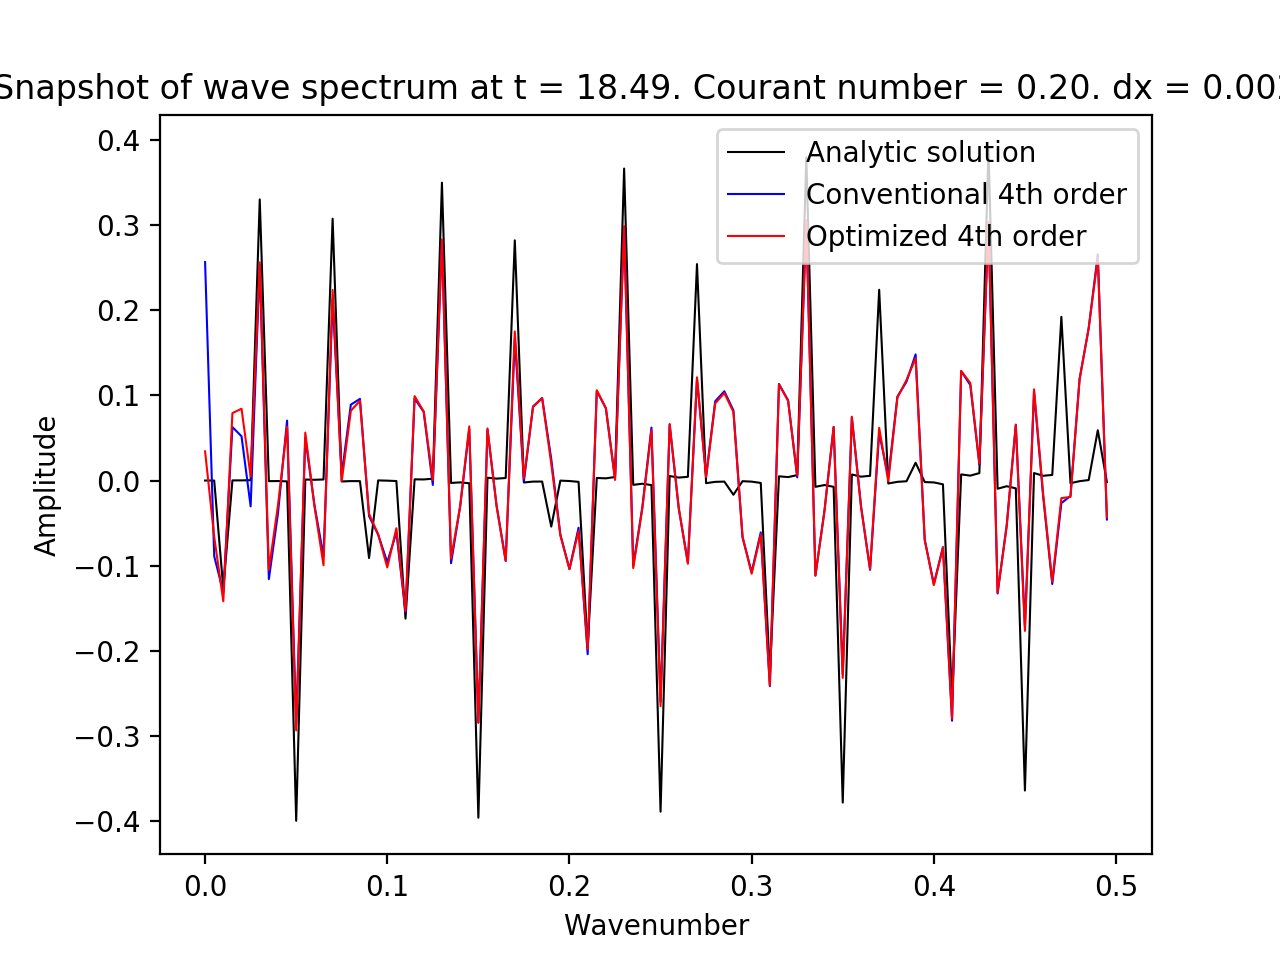 Snapshot of wave spectrum at t = 18.49. Courant number = 0.20. dx =
Analytic solution
Conventional 4th order
Optimized 4th order
Amplitude
0.4
0.3
0.2
0.1
0.0
−0.1
−0.2
−0.3
−0.4
0.0 0.1 0.2 0.3 0.4 0.5
Wavenumber